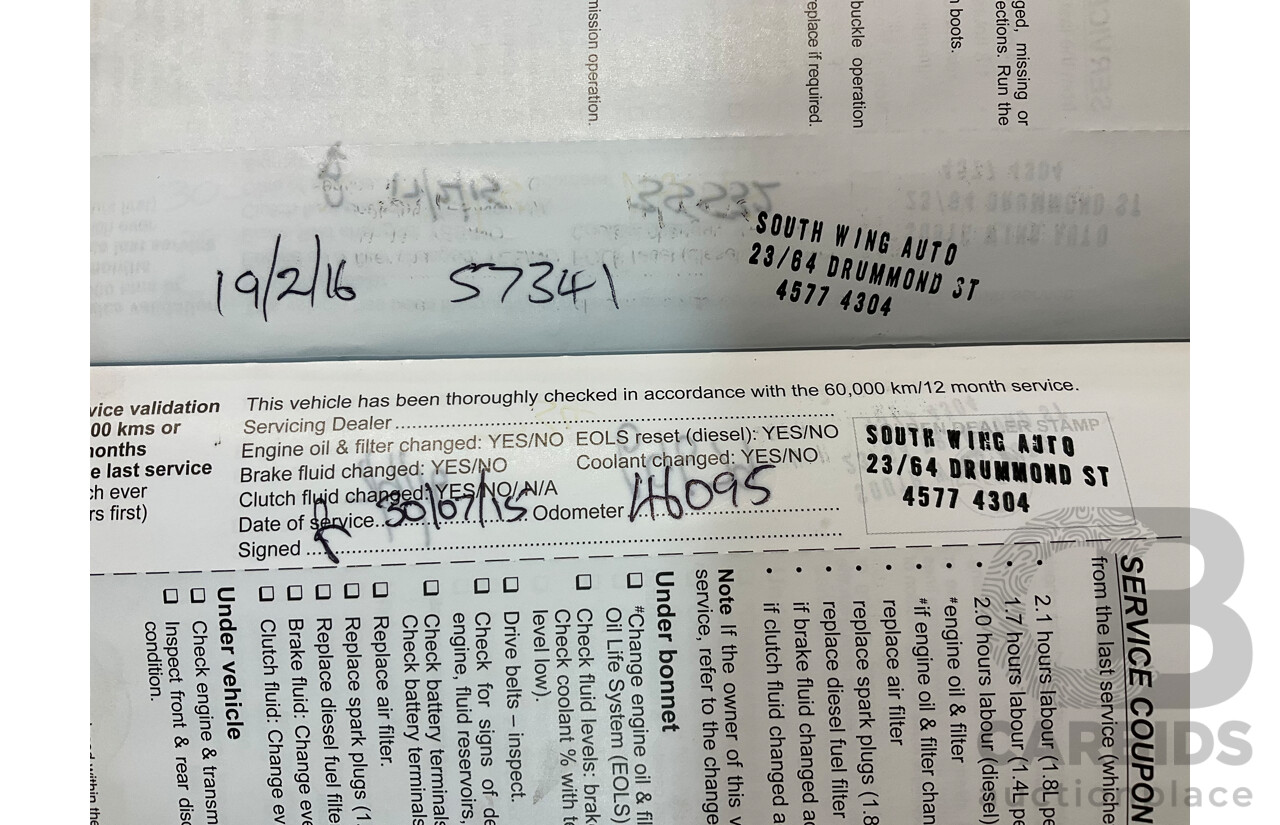 mission operation.
eplace if required.
buckle operation
n boots.
ged, missing or
ections. Run the
19/2/16 57341
SOUTH WING AUTO
23/64 DRUMMOND ST
4577 4304
vice validation
00 kms or
nonths
e last service
ch ever
rs first)
This vehicle has been thoroughly checked in accordance with the 60,000 km/12 month service.
Servicing Dealer
Engine oil & filter changed: YES/NO EOLS reset (diesel): YES/NO
Brake fluid changed: YES/NO Coolant changed: YES/NO
Clutch fluid changed: YES/NO/N/A
Date of service 30/07/15 Odometer 46095
Signed
DEALER STAMP
SOUTH WING AUTO
23/64 DRUMMOND ST
4577 4304
SERVICE COUPON
from the last service (which
• 2.1 hours labour (1.8L pe
• 1.7 hours labour (1.4L pe
• 2.0 hours labour (diesel)
• #engine oil & filter
• #if engine oil & filter chan
• replace air filter
• replace spark plugs (1.8
• replace diesel fuel filter
• if brake fluid changed a
• if clutch fluid changed a
Note If the owner of this v
service, refer to the change
Under bonnet
☐ #Change engine oil & fil
Oil Life System (EOLS)
☐ Check fluid levels: brak
Check coolant % with t
level low).
☐ Drive belts – inspect.
☐ Check for signs of de
engine, fluid reservoirs,
☐ Check battery terminals
Check battery terminals
☐ Replace air filter.
☐ Replace spark plugs (1.
☐ Replace diesel fuel filte
☐ Brake fluid: Change eve
☐ Clutch fluid: Change ev
Under vehicle
☐ Check engine & transm
☐ Inspect front & rear disc
condition.
CARBIDS
auctionplace